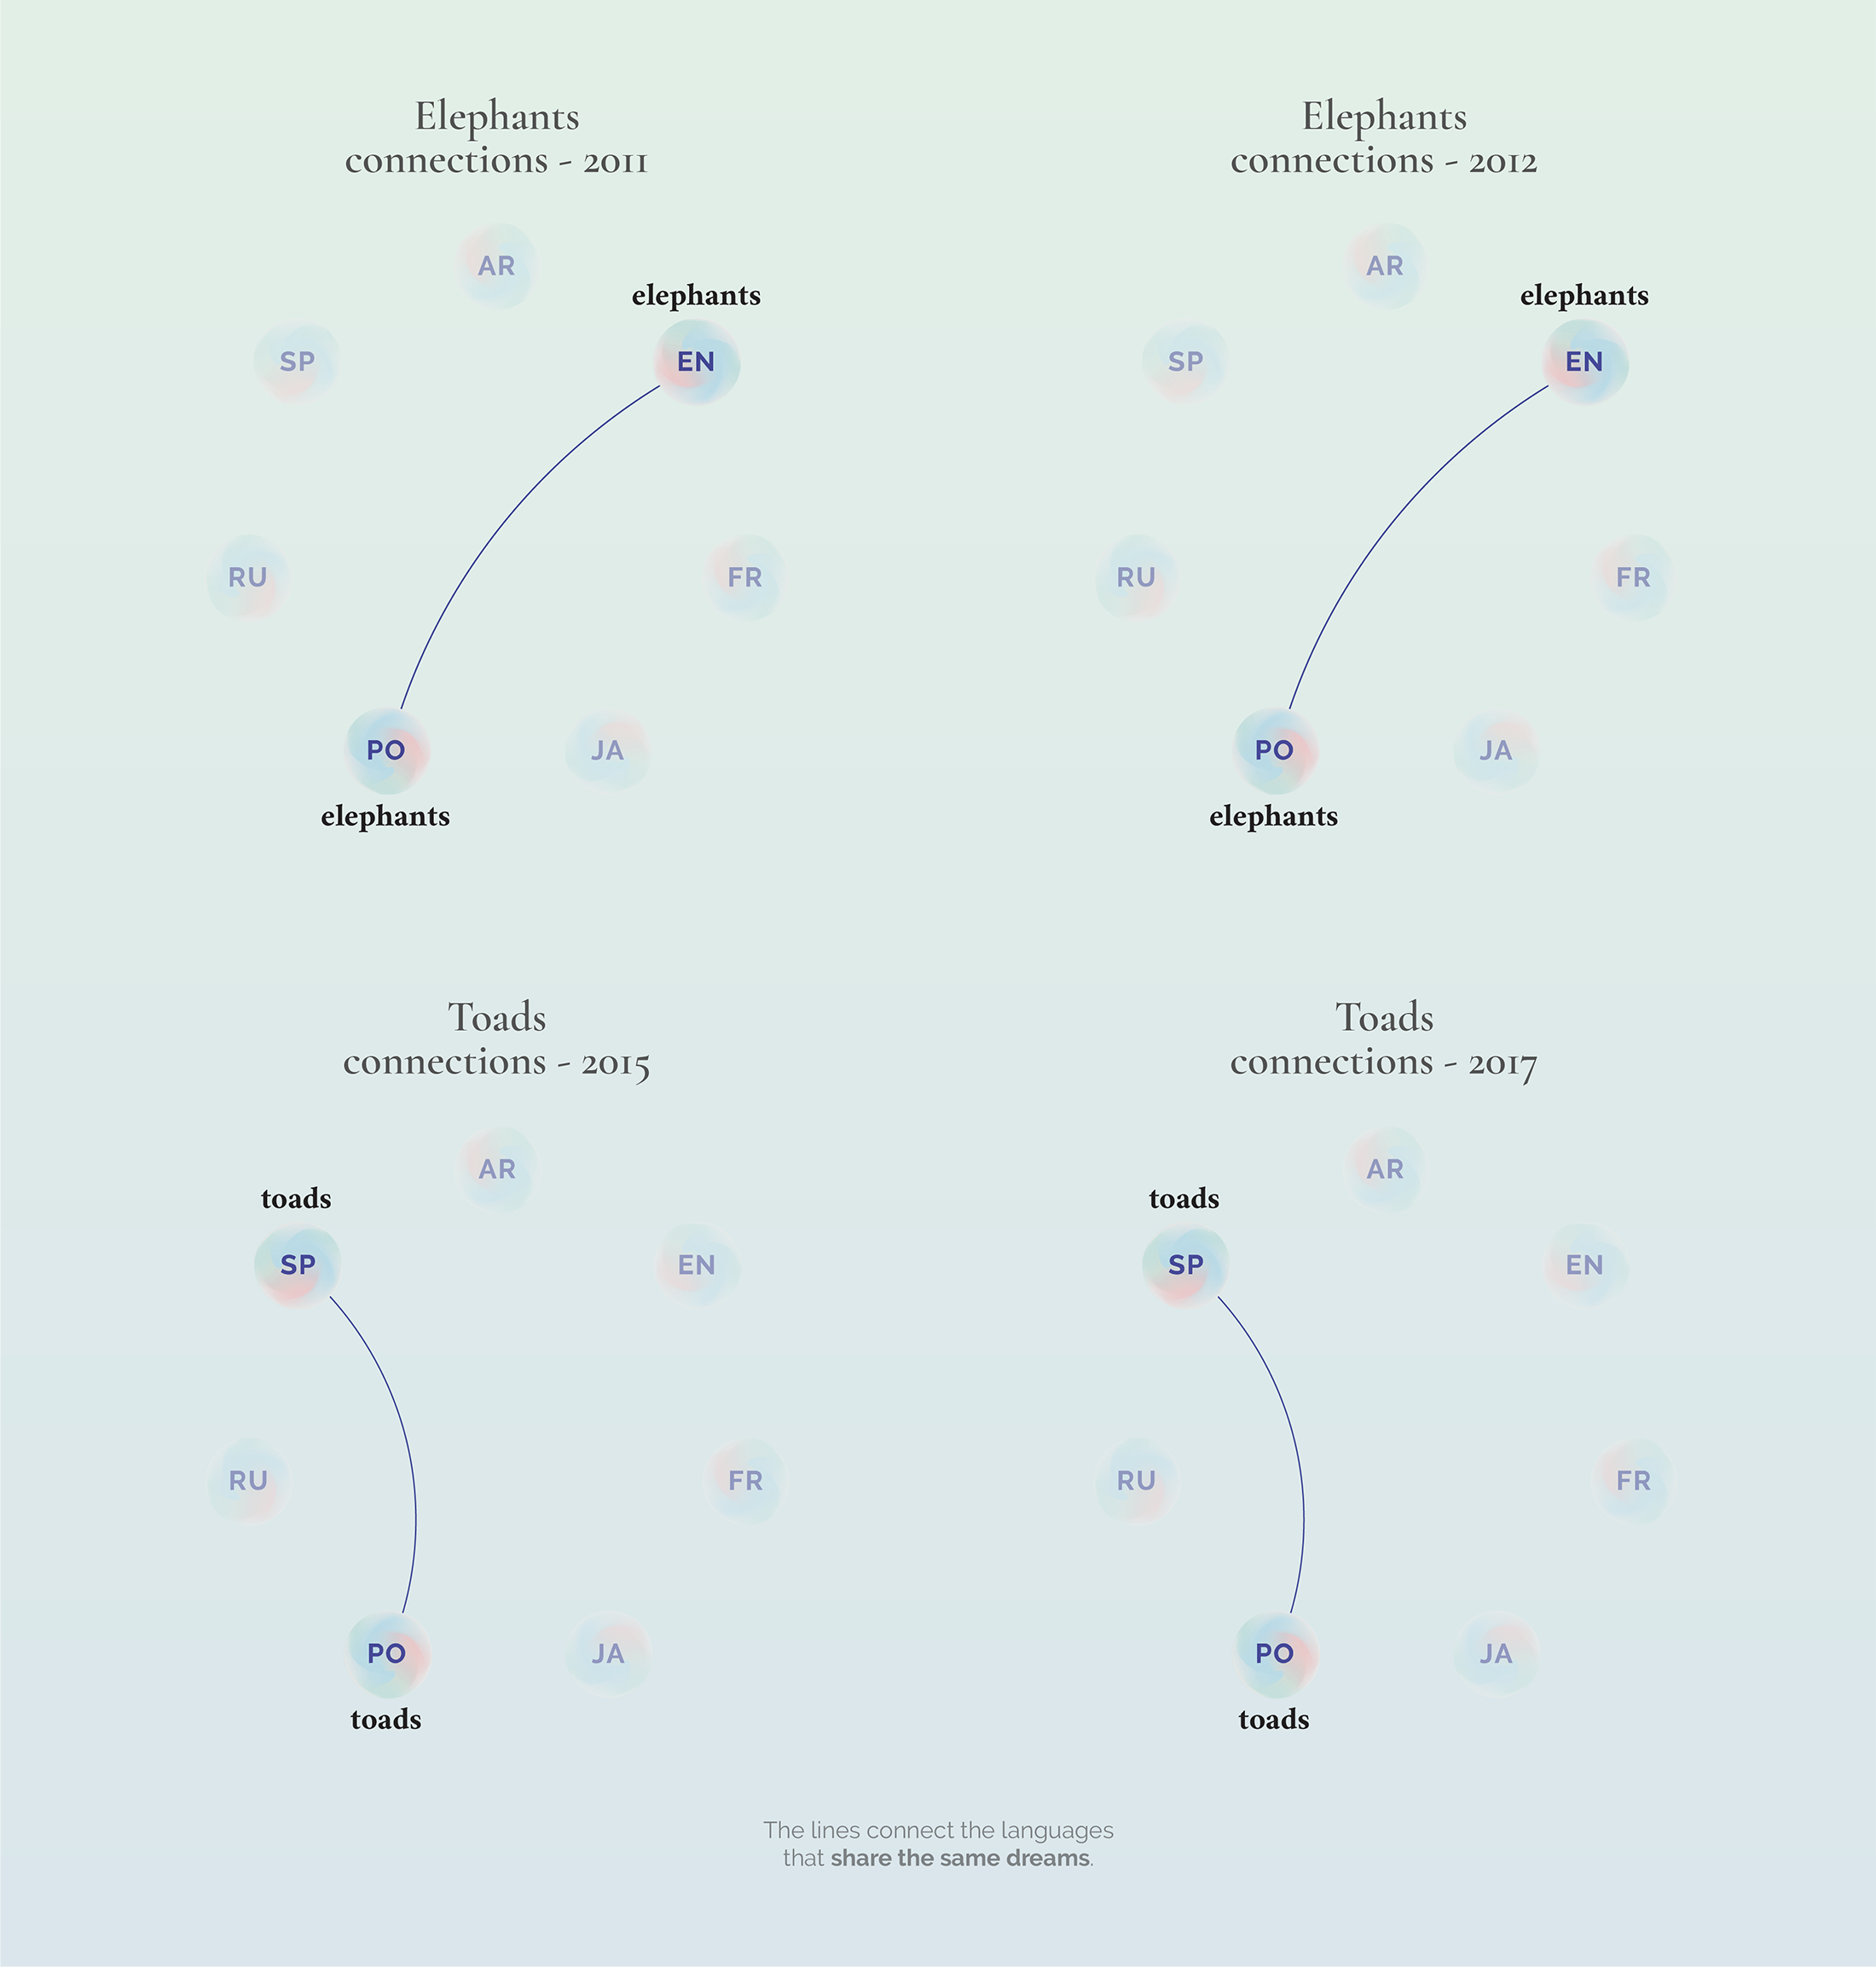 Elephants
connections - 2011
AR
elephants
SP
EN
RU
FR
PO
JA
elephants
Elephants
connections - 2012
AR
elephants
SP
EN
RU
FR
PO
JA
elephants
Toads
connections - 2015
AR
toads
SP
EN
RU
FR
PO
JA
toads
Toads
connections - 2017
AR
toads
SP
EN
RU
FR
PO
JA
toads
The lines connect the languages
that share the same dreams.